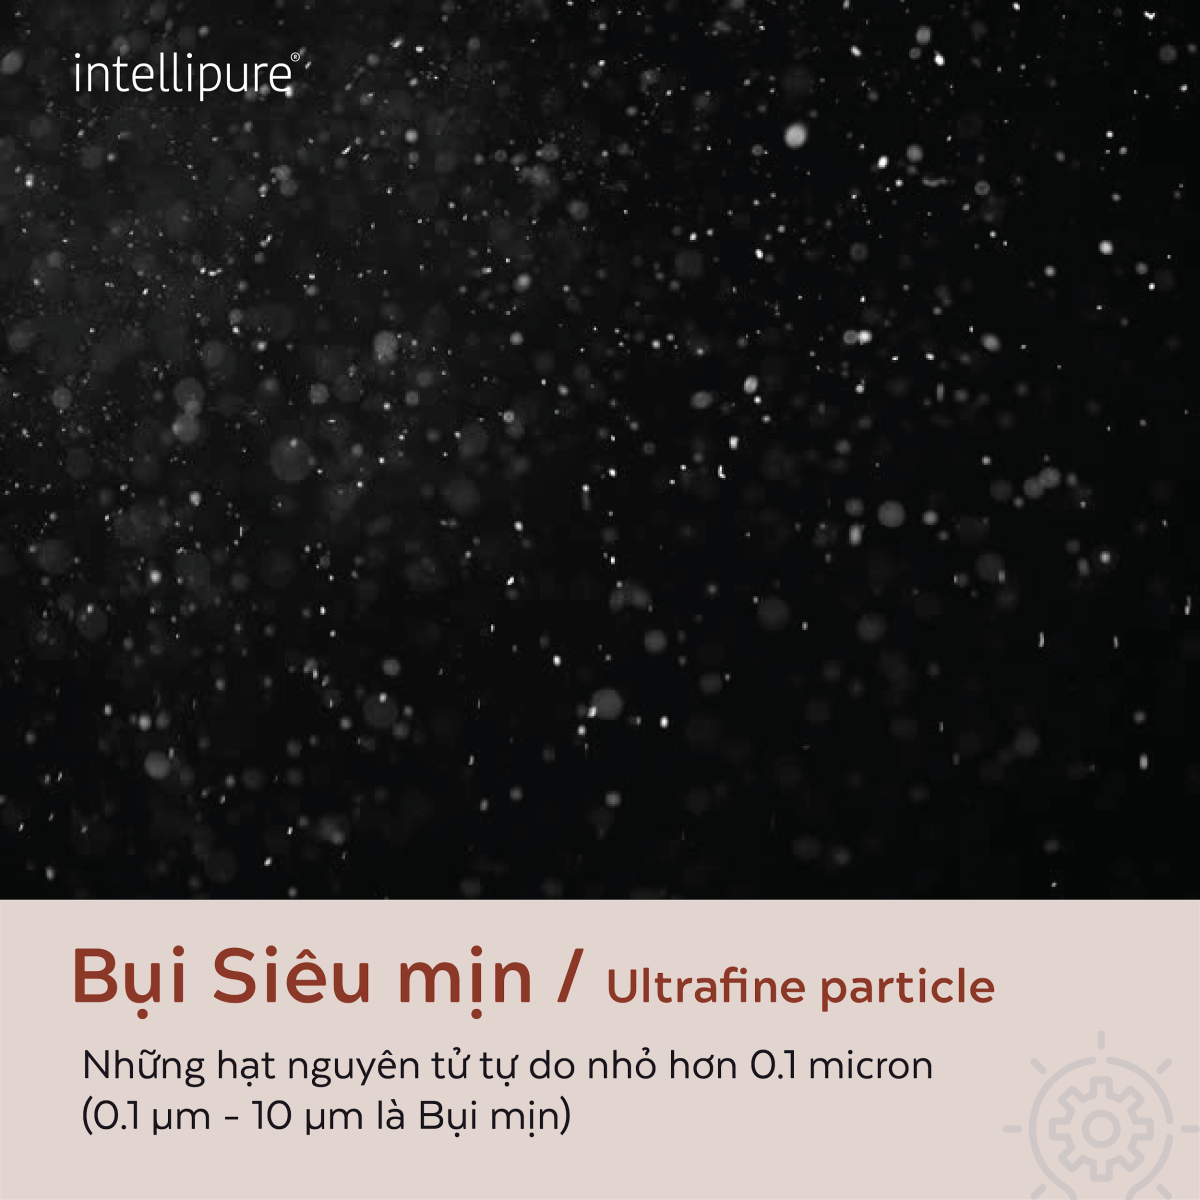 intellipure®
Bụi Siêu mịn / Ultrafine particle
Những hạt nguyên tử tự do nhỏ hơn 0.1 micron
(0.1 µm - 10 µm là Bụi mịn)